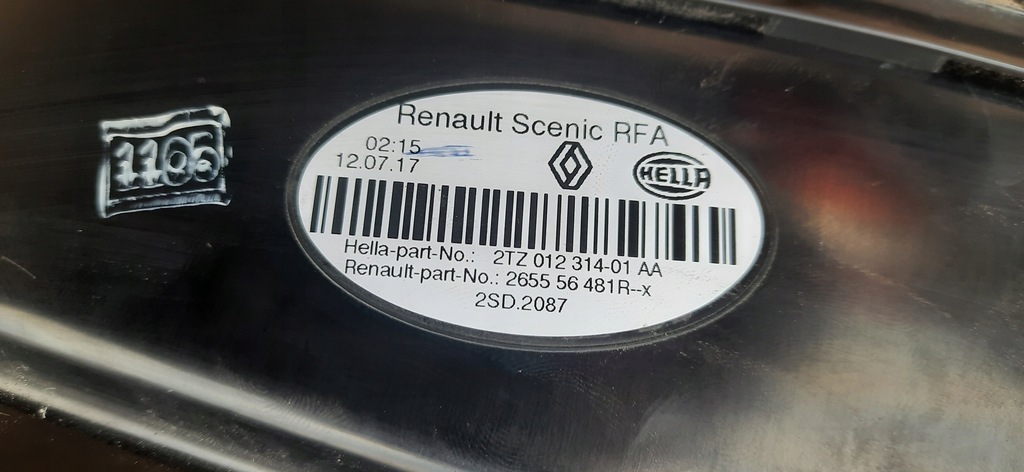 1105
Renault Scenic RFA
02:15
12.07.17
HELLA
Hella-part-No.: 2TZ 012 314-01 AA
Renault-part-No.: 2655 56 481R--x
2SD.2087